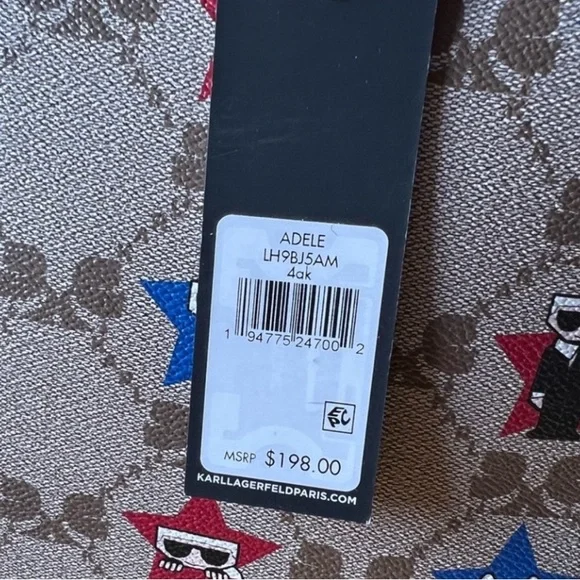 ADELE
LH9BJ5AM
4ak
1 94775 24700 2
MSRP $198.00
KARLLAGERFELDPARIS.COM